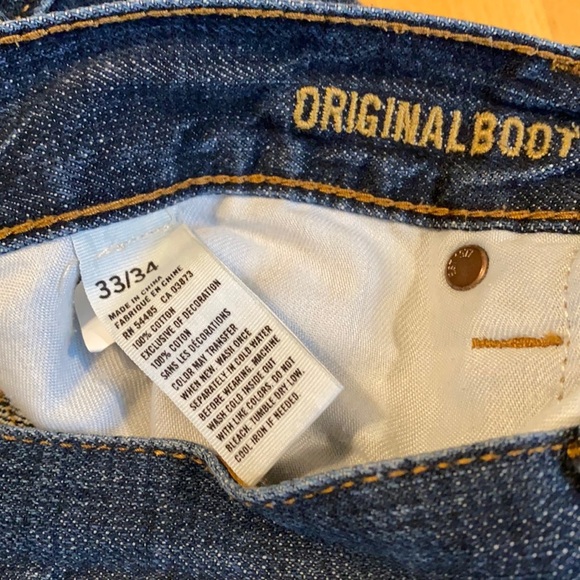 ORIGINALBOOT
33/34
MADE IN CHINA
FABRIQUÉ EN CHINE
RN 54485 CA 03873
100% COTTON
EXCLUSIVE OF DECORATION
100% COTON
SANS LES DÉCORATIONS
COLOR MAY TRANSFER
WHEN NEW. WASH ONCE
SEPARATELY IN COLD WATER
BEFORE WEARING. MACHINE
WASH COLD INSIDE OUT
WITH LIKE COLORS. DO NOT
BLEACH. TUMBLE DRY LOW.
COOL IRON IF NEEDED.